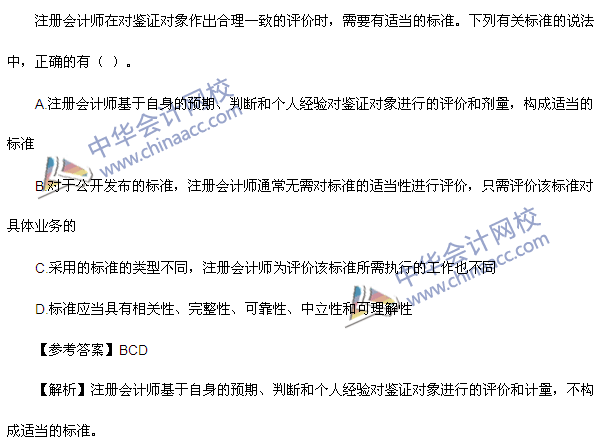 注册会计师在对鉴证对象作出合理一致的评价时，需要有适当的标准。下列有关标准的说法
中，正确的有（ ）。
A.注册会计师基于自身的预期、判断和个人经验对鉴证对象进行的评价和剂量，构成适当的
标准
B.对于公开发布的标准，注册会计师通常无需对标准的适当性进行评价，只需评价该标准对
具体业务的
C.采用的标准的类型不同，注册会计师为评价该标准所需执行的工作也不同
D.标准应当具有相关性、完整性、可靠性、中立性和可理解性
【参考答案】BCD
【解析】注册会计师基于自身的预期、判断和个人经验对鉴证对象进行的评价和计量，不构
成适当的标准。
中华会计网校
www.chinaacc.com
中华会计网校
www.chinaacc.com